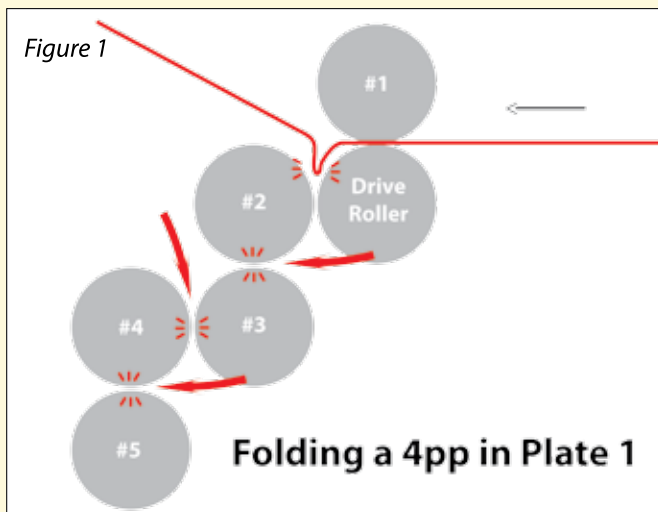 Figure 1
#1
Drive
Roller
#2
#4
#3
#5
Folding a 4pp in Plate 1